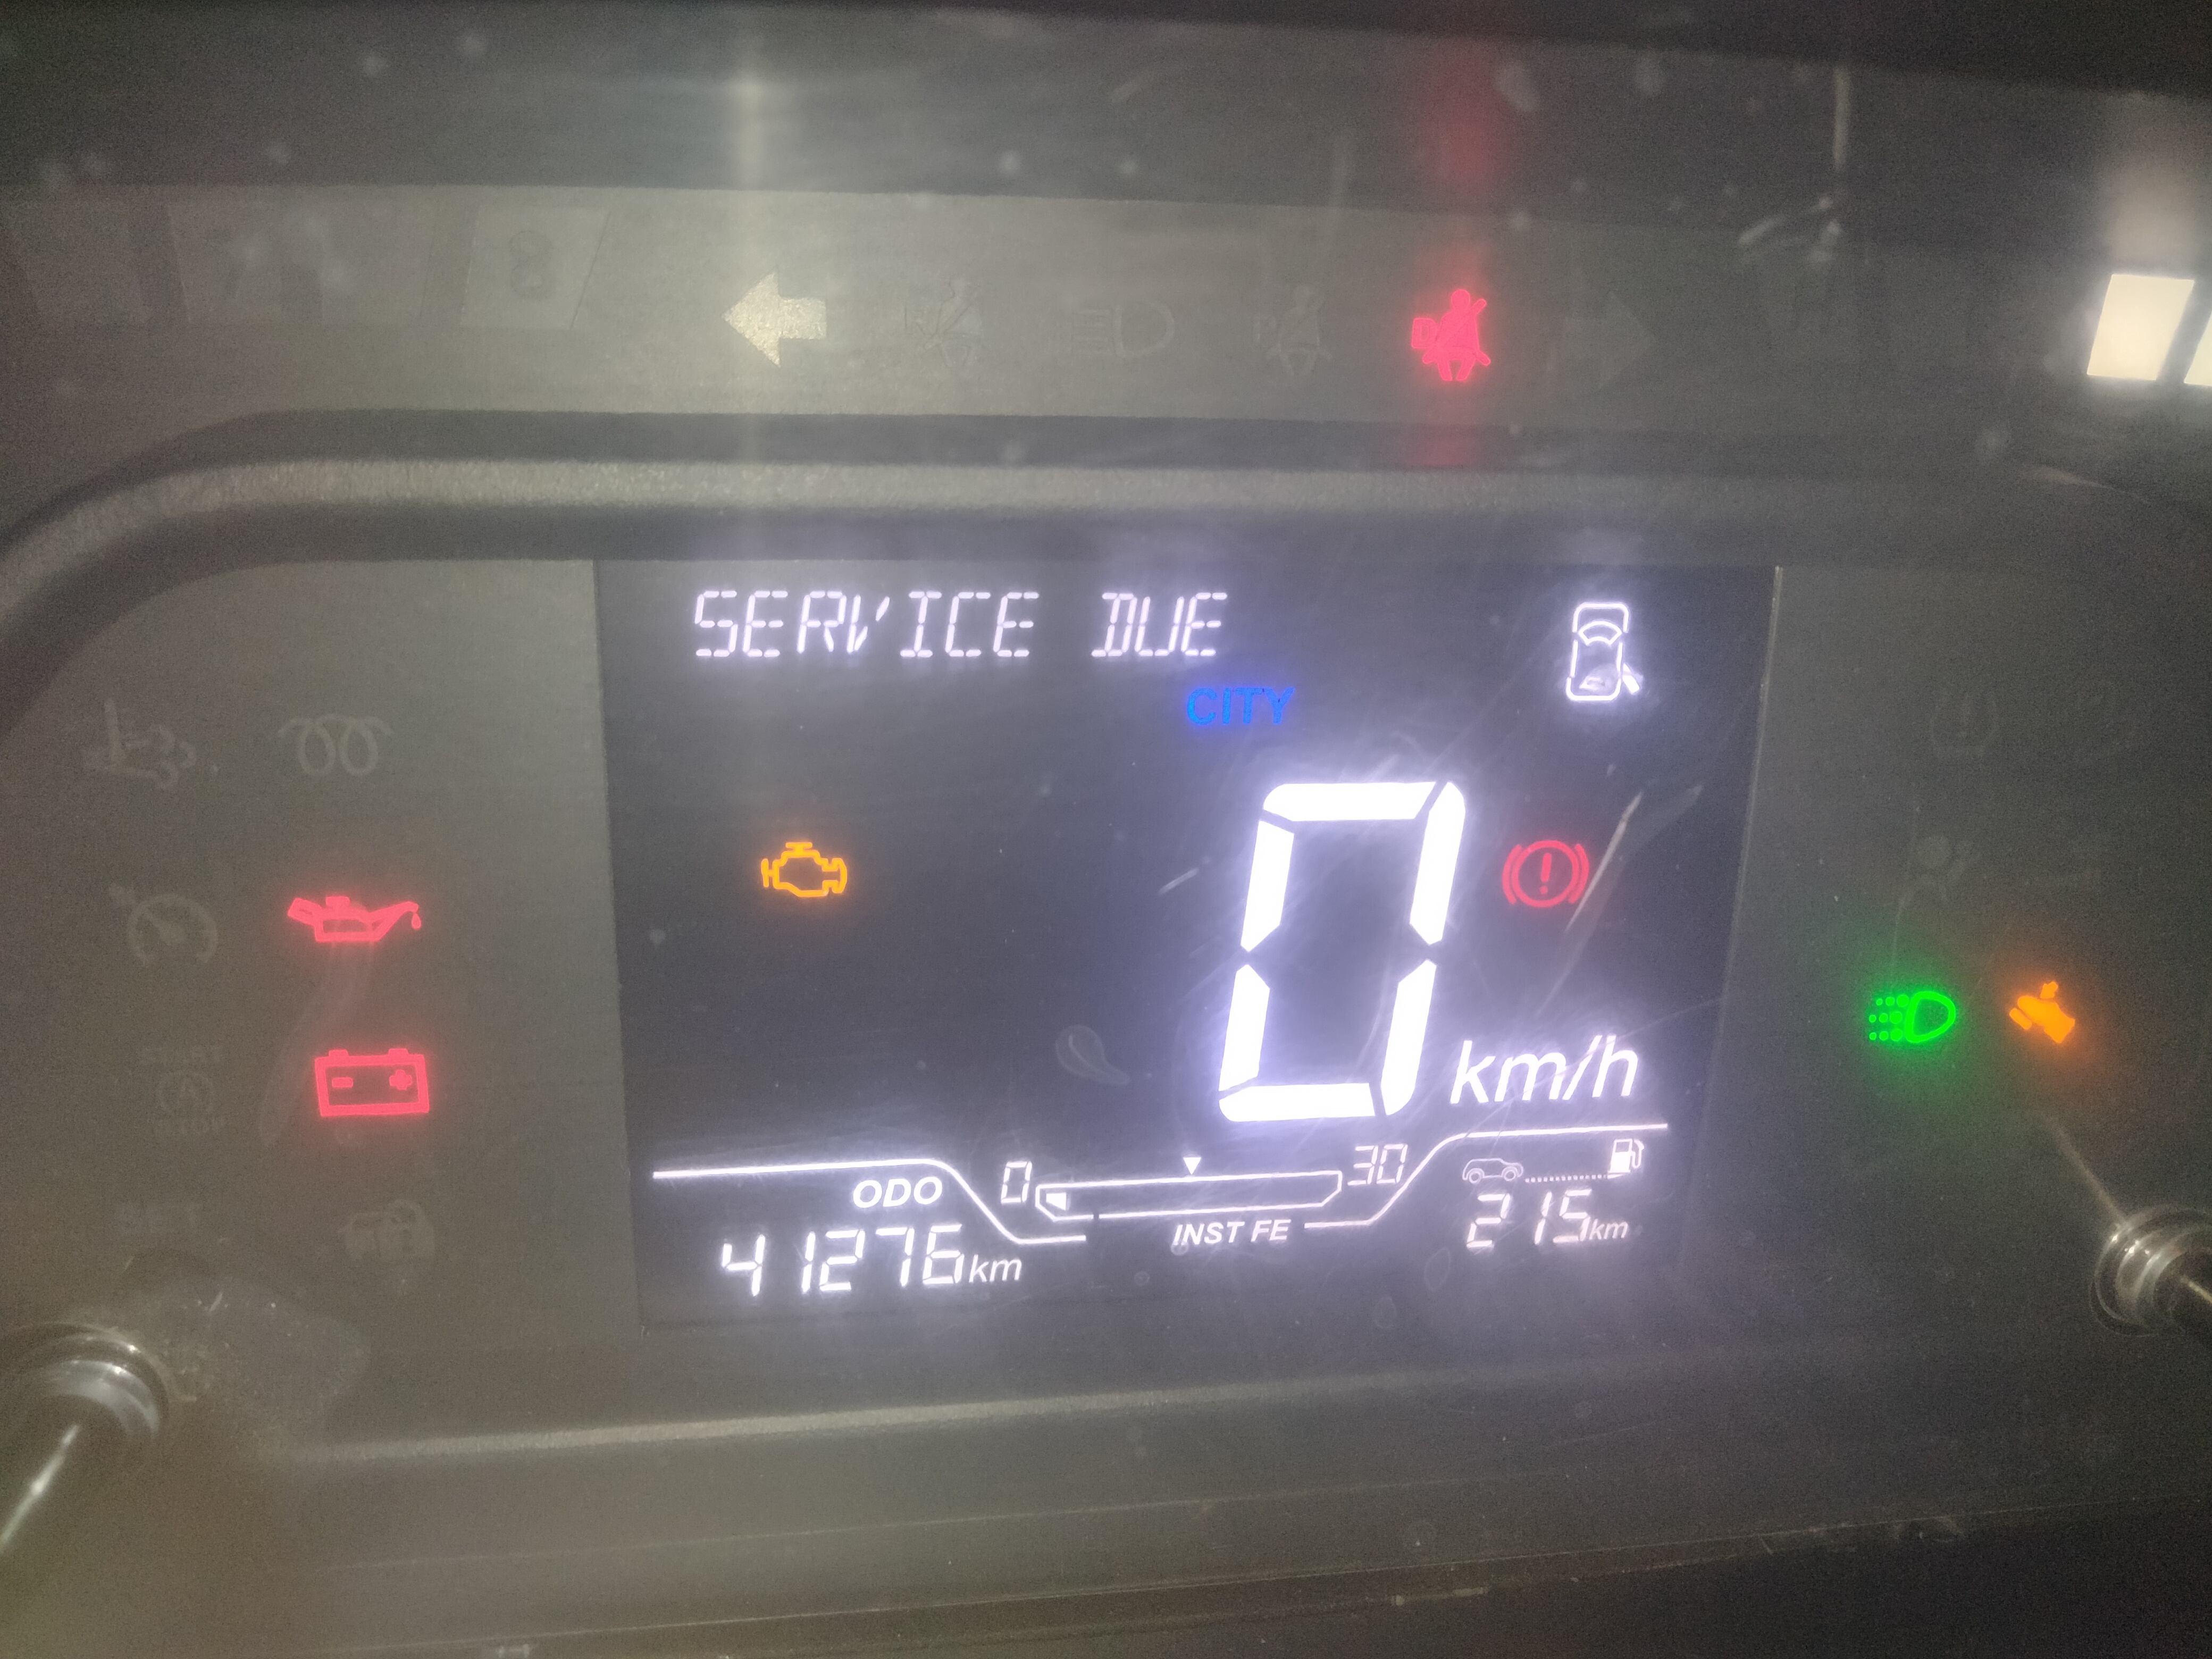 SERVICE DUE
CITY
0
km/h
ODO
0
30
INST FE
41276km
215km